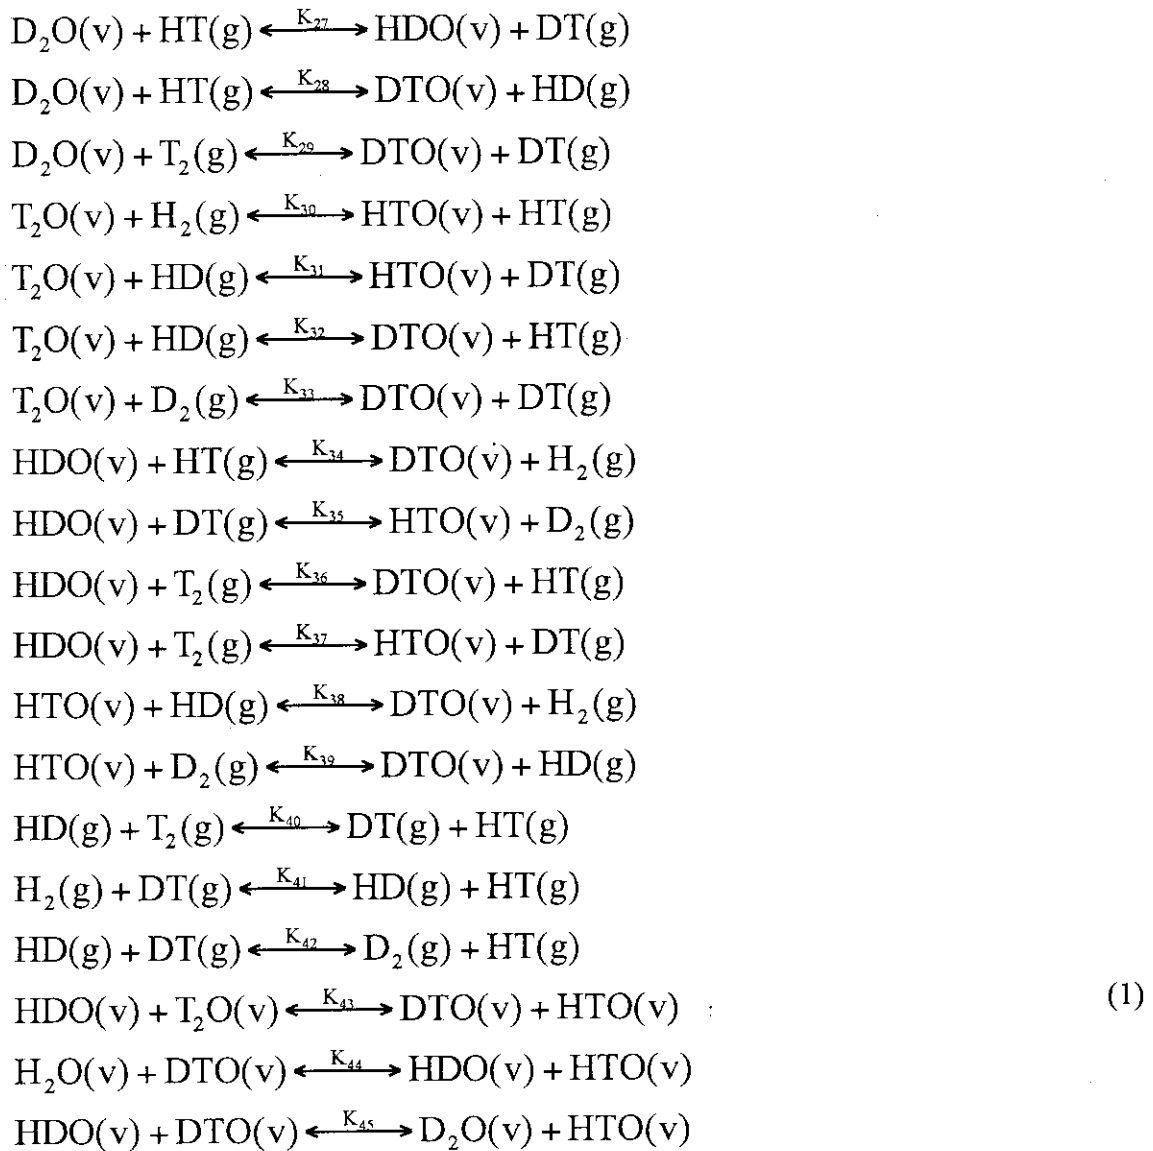 D₂O(v) + HT(g) ⟷ K₂₇ HDO(v) + DT(g)
D₂O(v) + HT(g) ⟷ K₂₈ DTO(v) + HD(g)
D₂O(v) + T₂(g) ⟷ K₂₉ DTO(v) + DT(g)
T₂O(v) + H₂(g) ⟷ K₃₀ HTO(v) + HT(g)
T₂O(v) + HD(g) ⟷ K₃₁ HTO(v) + DT(g)
T₂O(v) + HD(g) ⟷ K₃₂ DTO(v) + HT(g)
T₂O(v) + D₂(g) ⟷ K₃₃ DTO(v) + DT(g)
HDO(v) + HT(g) ⟷ K₃₄ DTO(v) + H₂(g)
HDO(v) + DT(g) ⟷ K₃₅ HTO(v) + D₂(g)
HDO(v) + T₂(g) ⟷ K₃₆ DTO(v) + HT(g)
HDO(v) + T₂(g) ⟷ K₃₇ HTO(v) + DT(g)
HTO(v) + HD(g) ⟷ K₃₈ DTO(v) + H₂(g)
HTO(v) + D₂(g) ⟷ K₃₉ DTO(v) + HD(g)
HD(g) + T₂(g) ⟷ K₄₀ DT(g) + HT(g)
H₂(g) + DT(g) ⟷ K₄₁ HD(g) + HT(g)
HD(g) + DT(g) ⟷ K₄₂ D₂(g) + HT(g)
HDO(v) + T₂O(v) ⟷ K₄₃ DTO(v) + HTO(v) (1)
H₂O(v) + DTO(v) ⟷ K₄₄ HDO(v) + HTO(v)
HDO(v) + DTO(v) ⟷ K₄₅ D₂O(v) + HTO(v)